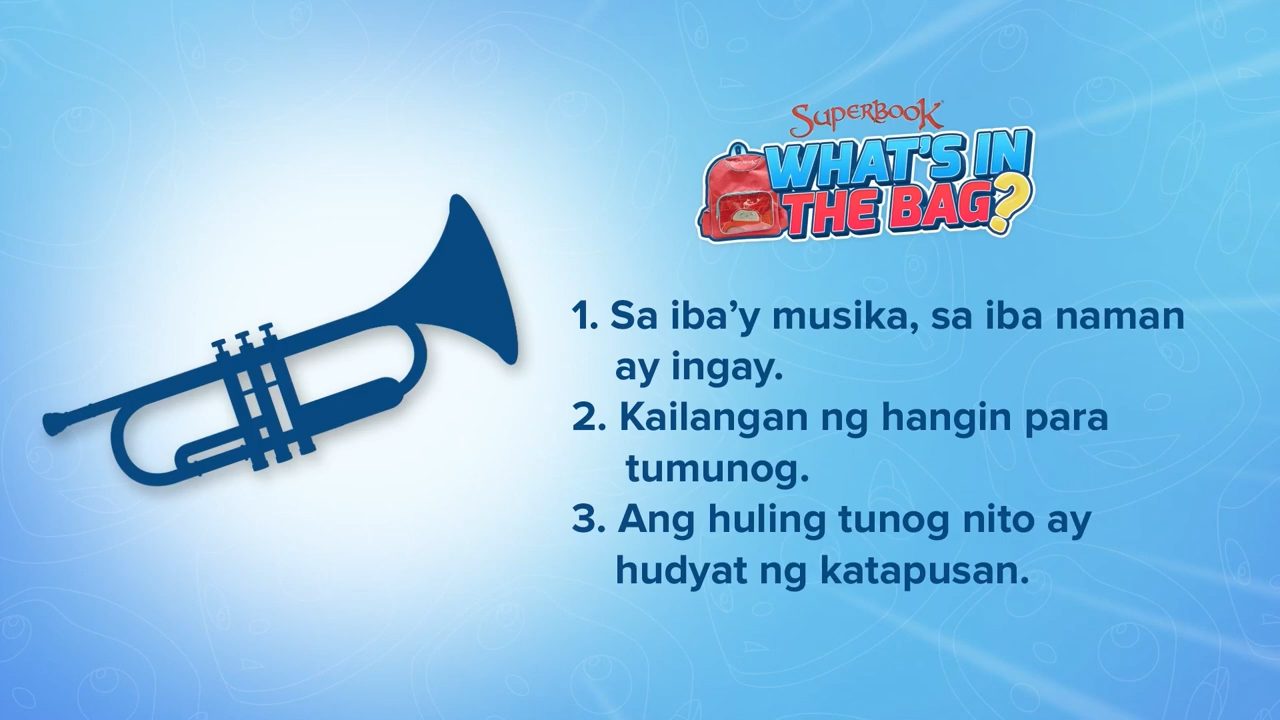 SUPERBOOK
WHAT'S IN
THE BAG?
1. Sa iba’y musika, sa iba naman
ay ingay.
2. Kailangan ng hangin para
tumunog.
3. Ang huling tunog nito ay
hudyat ng katapusan.